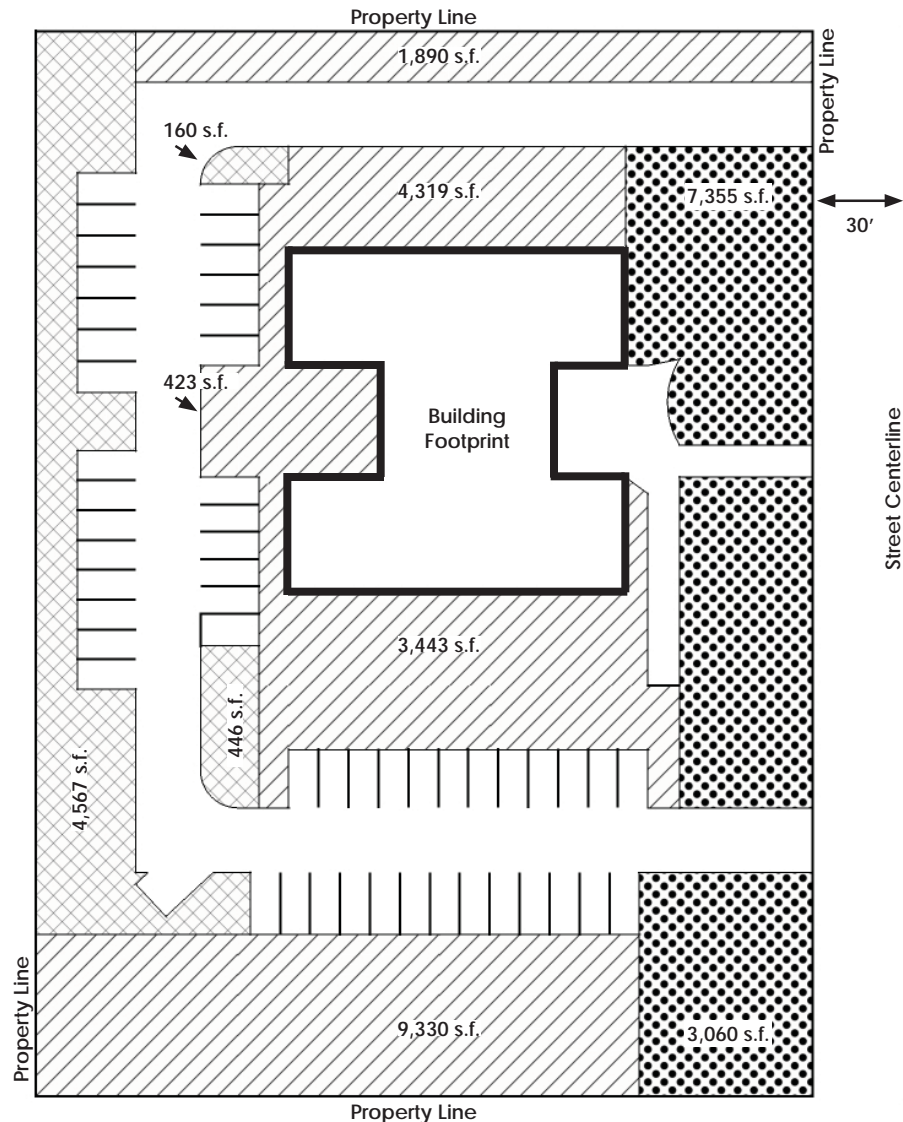 Property Line
1,890 s.f.
Property Line
160 s.f.
4,319 s.f.
7,355 s.f.
30’
423 s.f.
Building
Footprint
Street Centerline
3,443 s.f.
446 s.f.
4,567 s.f.
Property Line
9,330 s.f.
3,060 s.f.
Property Line